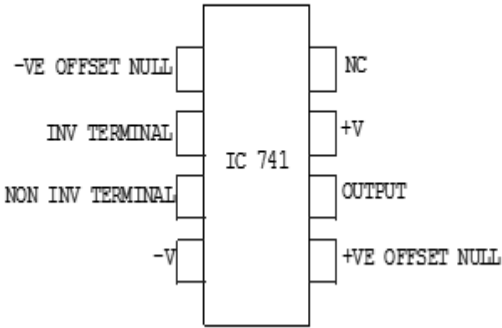 -VE OFFSET NULL
NC
INV TERMINAL
+V
IC 741
NON INV TERMINAL
OUTPUT
-V
+VE OFFSET NULL